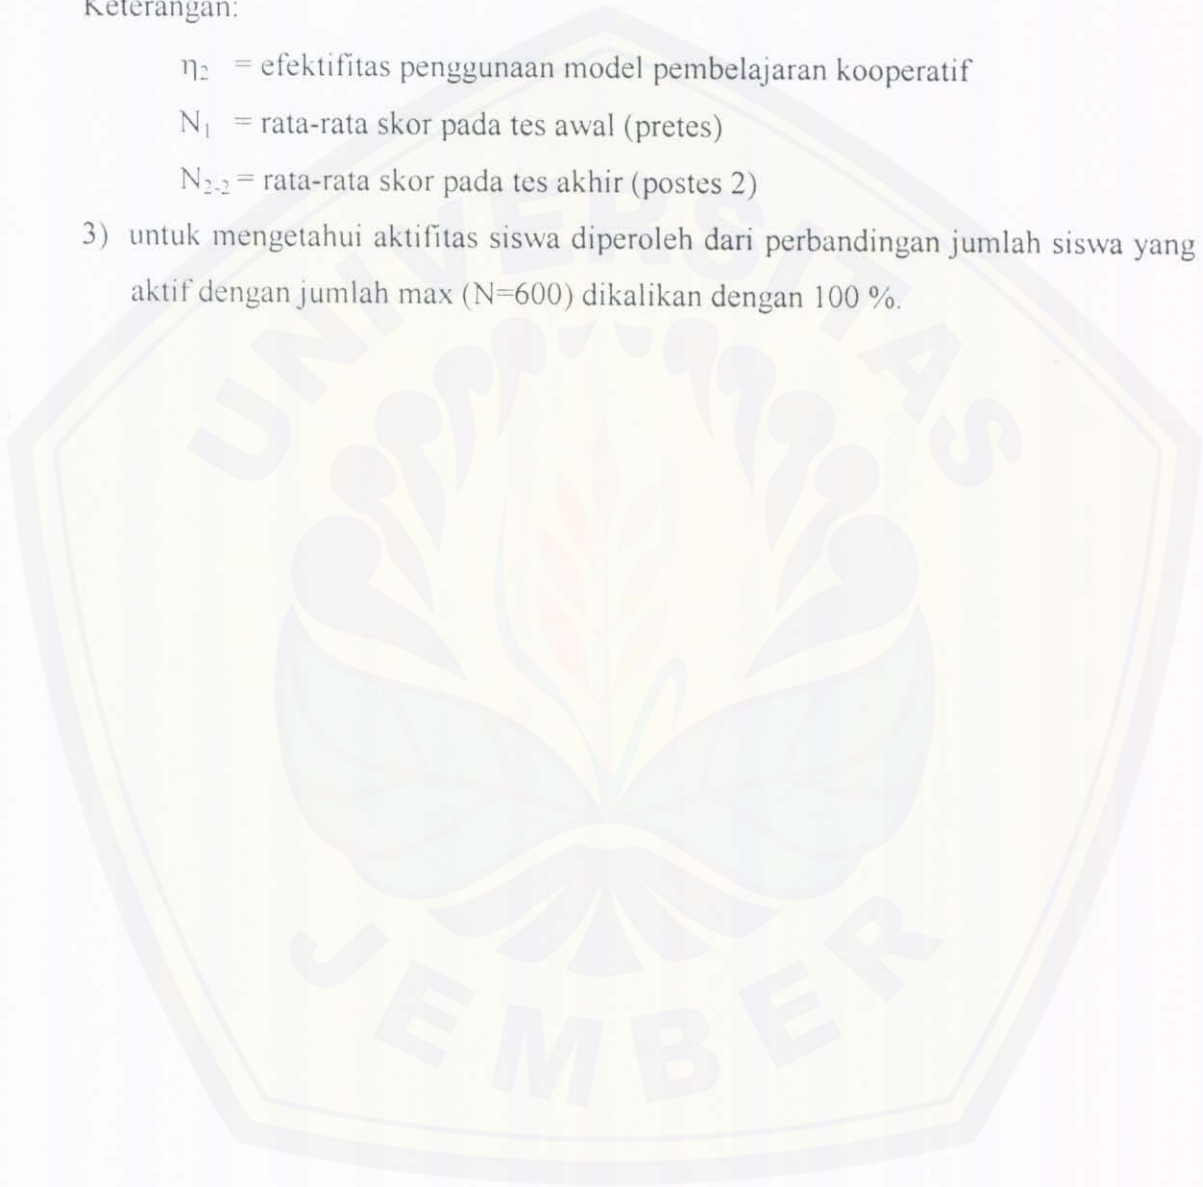 Keterangan:
η₂ = efektifitas penggunaan model pembelajaran kooperatif
N₁ = rata-rata skor pada tes awal (pretes)
N₂₋₂ = rata-rata skor pada tes akhir (postes 2)
3) untuk mengetahui aktifitas siswa diperoleh dari perbandingan jumlah siswa yang
aktif dengan jumlah max (N=600) dikalikan dengan 100 %.
UNIVERSITAS
JEMBER